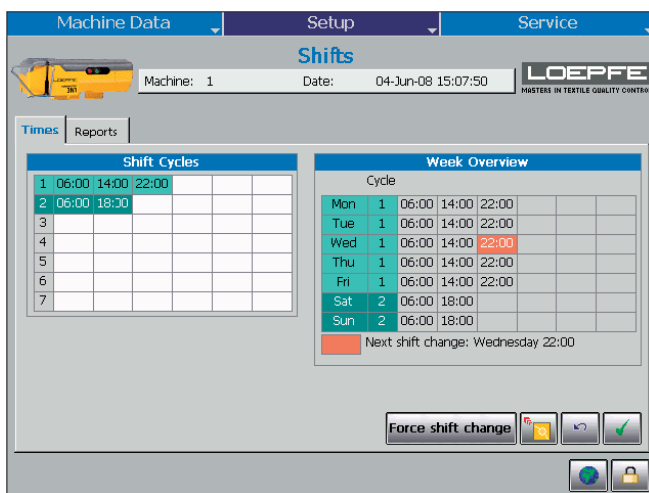 Machine Data Setup Service
Shifts
LOEPFE
Machine: 1 Date: 04-Jun-08 15:07:50
LOEPFE
MASTERS IN TEXTILE QUALITY CONTRO
Times Reports
Shift Cycles
1 06:00 14:00 22:00
2 06:00 18:00
3
4
5
6
7
Week Overview
Cycle
Mon 1 06:00 14:00 22:00
Tue 1 06:00 14:00 22:00
Wed 1 06:00 14:00 22:00
Thu 1 06:00 14:00 22:00
Fri 1 06:00 14:00 22:00
Sat 2 06:00 18:00
Sun 2 06:00 18:00
Next shift change: Wednesday 22:00
Force shift change